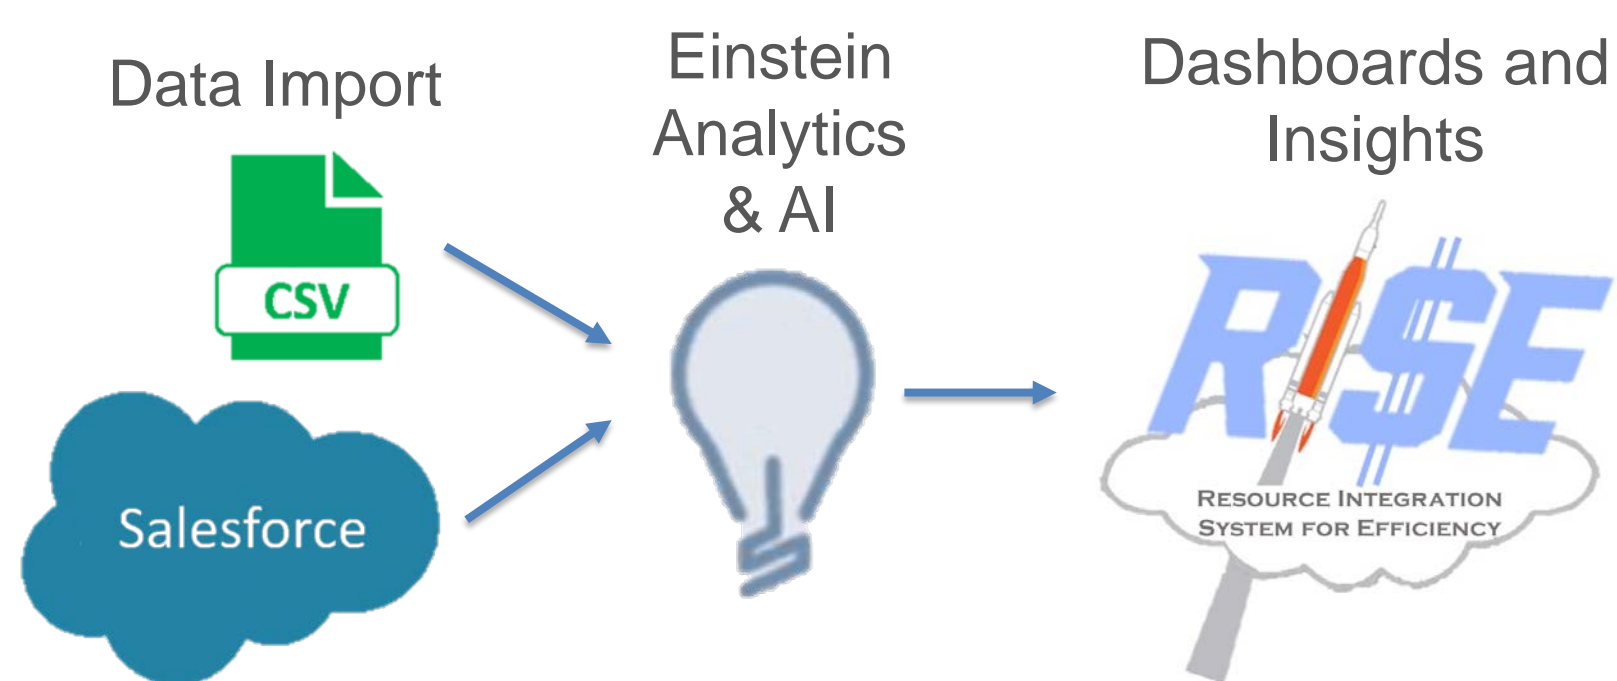 Data Import
CSV
Salesforce
Einstein
Analytics
& AI
Dashboards and
Insights
RI$E
RESOURCE INTEGRATION
SYSTEM FOR EFFICIENCY